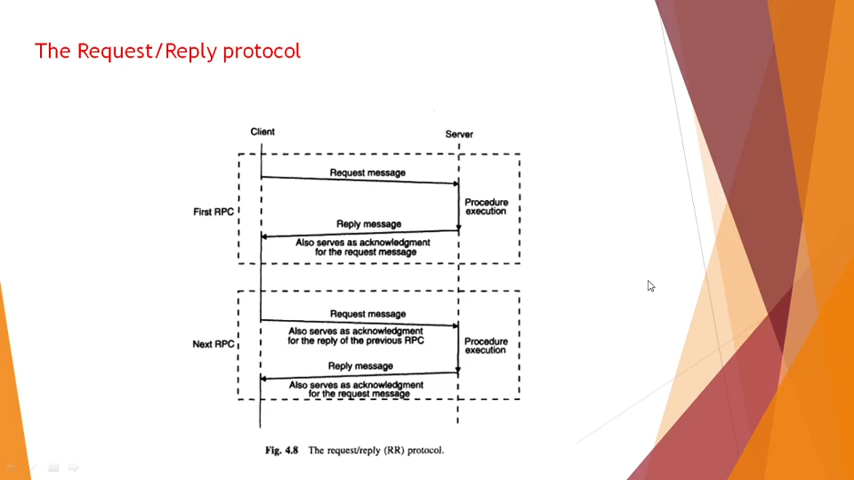 The Request/Reply protocol
Client
Server
Request message
First RPC
Procedure
execution
Reply message
Also serves as acknowledgment
for the request message
Request message
Also serves as acknowledgment
for the reply of the previous RPC
Next RPC
Procedure
execution
Reply message
Also serves as acknowledgment
for the request message
Fig. 4.8 The request/reply (RR) protocol.